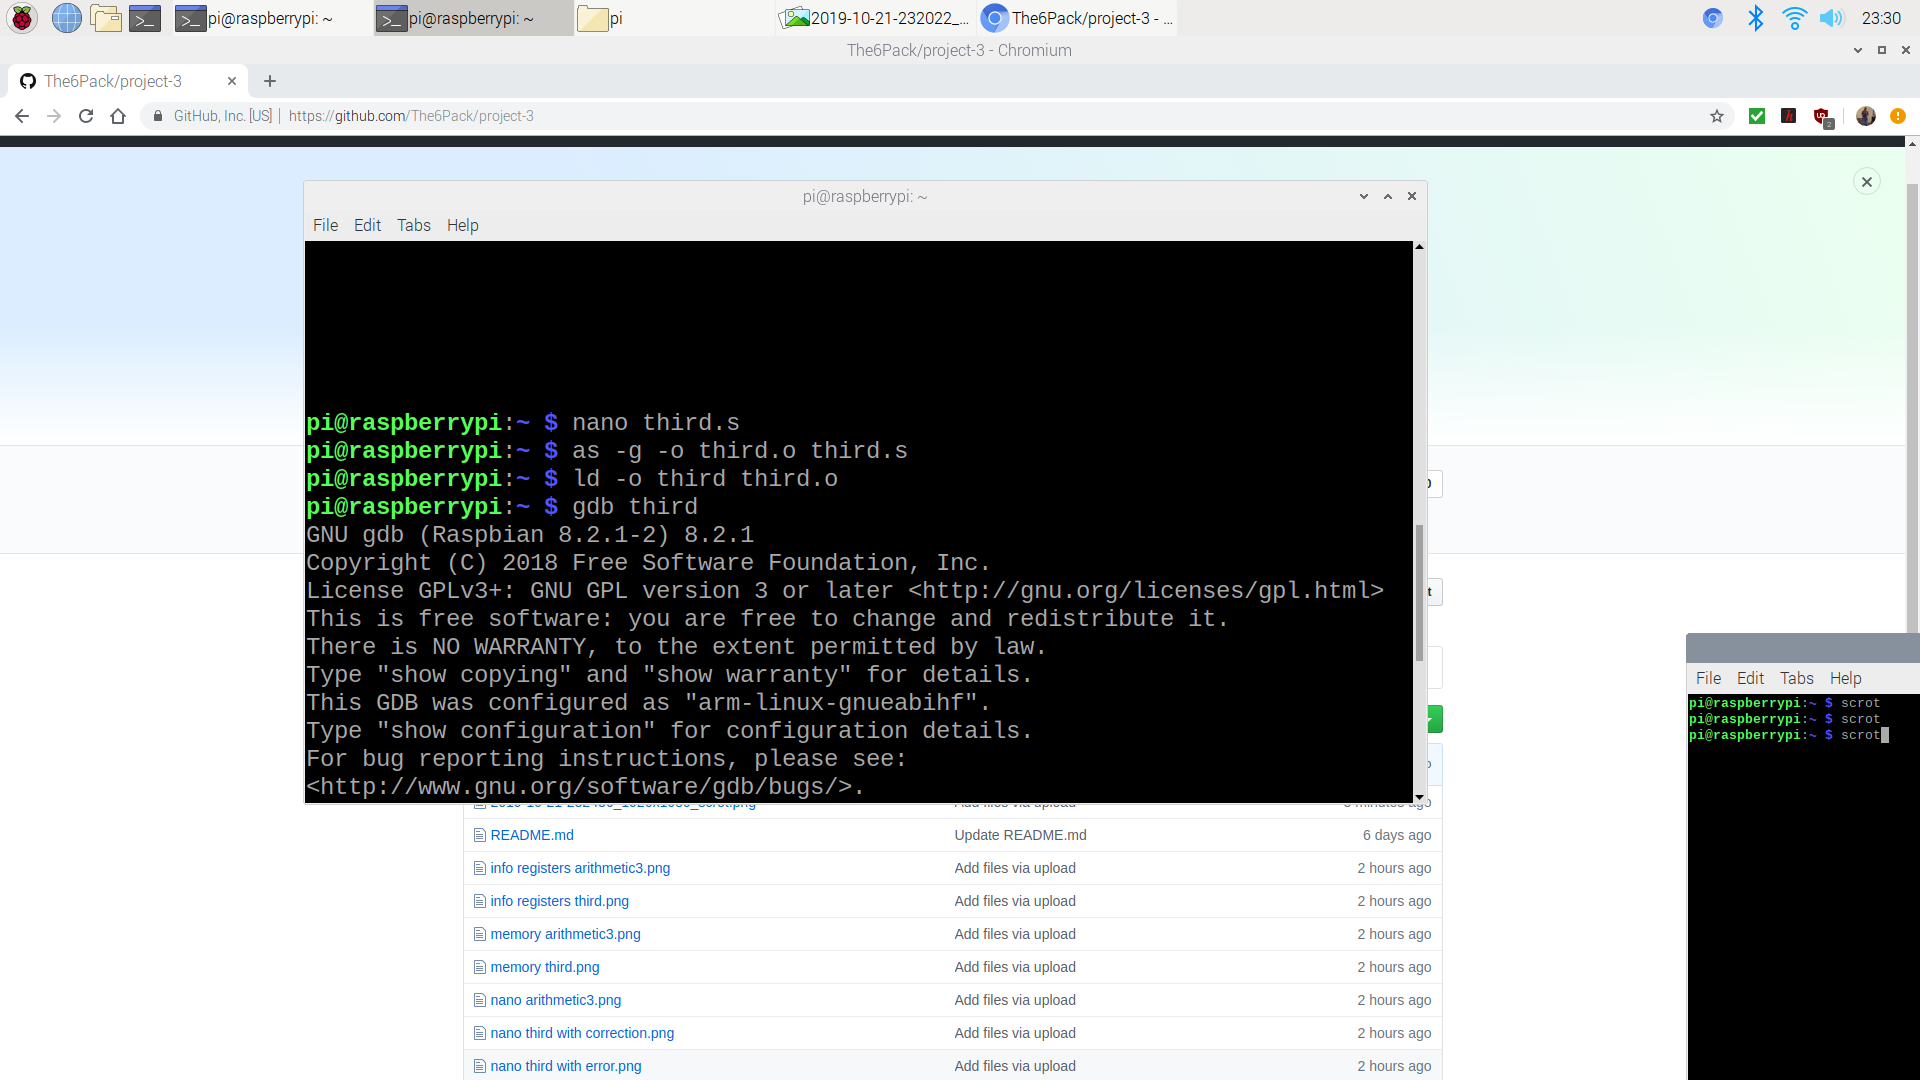 pi@raspberrypi: ~
pi@raspberrypi: ~
pi
2019-10-21-232022_...
The6Pack/project-3 - ...
23:30
The6Pack/project-3 - Chromium
The6Pack/project-3
GitHub, Inc. [US] | https://github.com/The6Pack/project-3
2
pi@raspberrypi: ~
File Edit Tabs Help
pi@raspberrypi:~ $ nano third.s
pi@raspberrypi:~ $ as -g -o third.o third.s
pi@raspberrypi:~ $ ld -o third third.o
pi@raspberrypi:~ $ gdb third
GNU gdb (Raspbian 8.2.1-2) 8.2.1
Copyright (C) 2018 Free Software Foundation, Inc.
License GPLv3+: GNU GPL version 3 or later <http://gnu.org/licenses/gpl.html>
This is free software: you are free to change and redistribute it.
There is NO WARRANTY, to the extent permitted by law.
Type "show copying" and "show warranty" for details.
This GDB was configured as "arm-linux-gnueabihf".
Type "show configuration" for configuration details.
For bug reporting instructions, please see:
<http://www.gnu.org/software/gdb/bugs/>.
File Edit Tabs Help
pi@raspberrypi:~ $ scrot
pi@raspberrypi:~ $ scrot
pi@raspberrypi:~ $ scrot
README.md Update README.md 6 days ago
info registers arithmetic3.png Add files via upload 2 hours ago
info registers third.png Add files via upload 2 hours ago
memory arithmetic3.png Add files via upload 2 hours ago
memory third.png Add files via upload 2 hours ago
nano arithmetic3.png Add files via upload 2 hours ago
nano third with correction.png Add files via upload 2 hours ago
nano third with error.png Add files via upload 2 hours ago